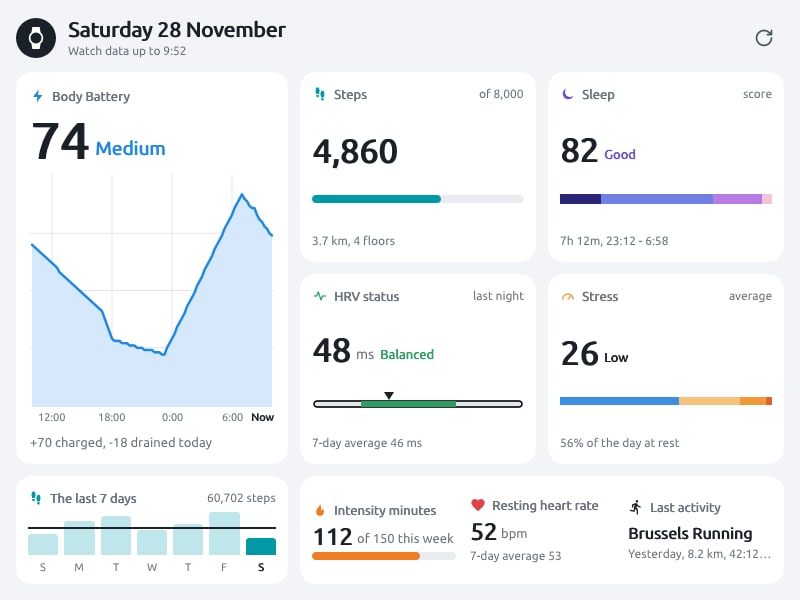 Saturday 28 November
Watch data up to 9:52
Body Battery
74 Medium
12:00 18:00 0:00 6:00 Now
+70 charged, -18 drained today
Steps of 8,000
4,860
3.7 km, 4 floors
Sleep score
82 Good
7h 12m, 23:12 - 6:58
HRV status last night
48 ms Balanced
7-day average 46 ms
Stress average
26 Low
56% of the day at rest
The last 7 days 60,702 steps
S M T W T F S
Intensity minutes
112 of 150 this week
Resting heart rate
52 bpm
7-day average 53
Last activity
Brussels Running
Yesterday, 8.2 km, 42:12…